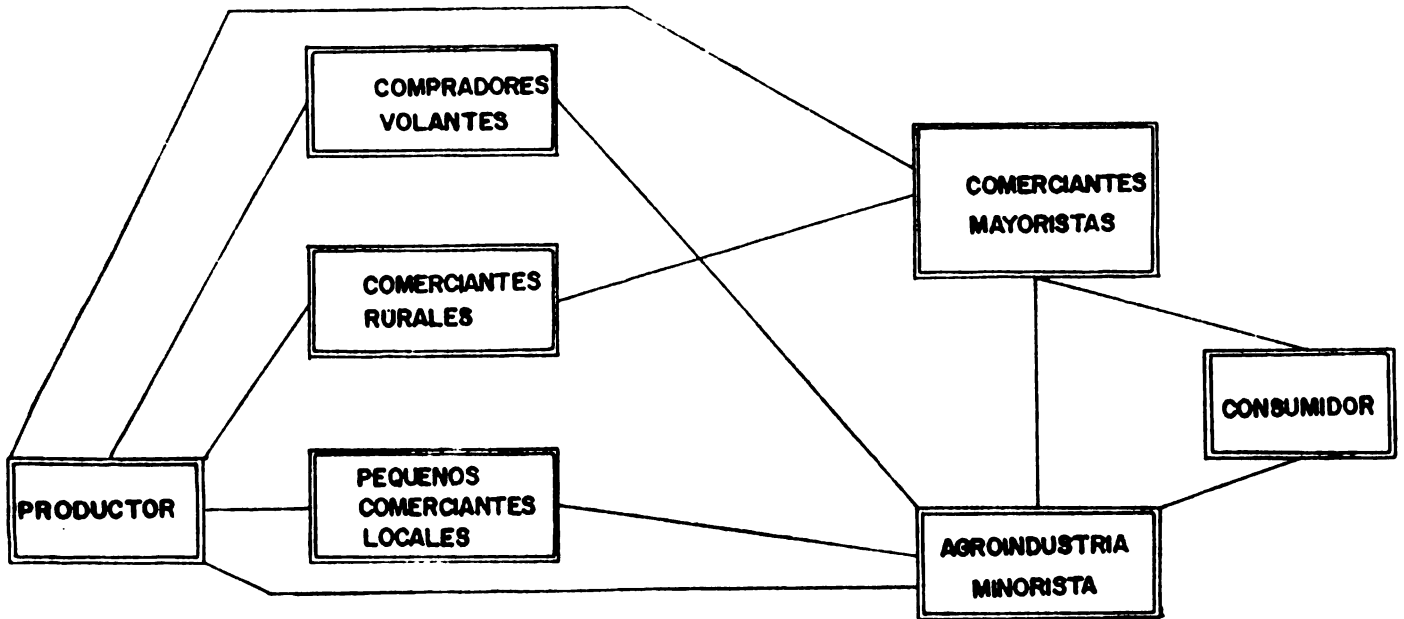 COMPRADORES
VOLANTES
COMERCIANTES
MAYORISTAS
COMERCIANTES
RURALES
CONSUMIDOR
PRODUCTOR
PEQUENOS
COMERCIANTES
LOCALES
AGROINDUSTRIA
MINORISTA